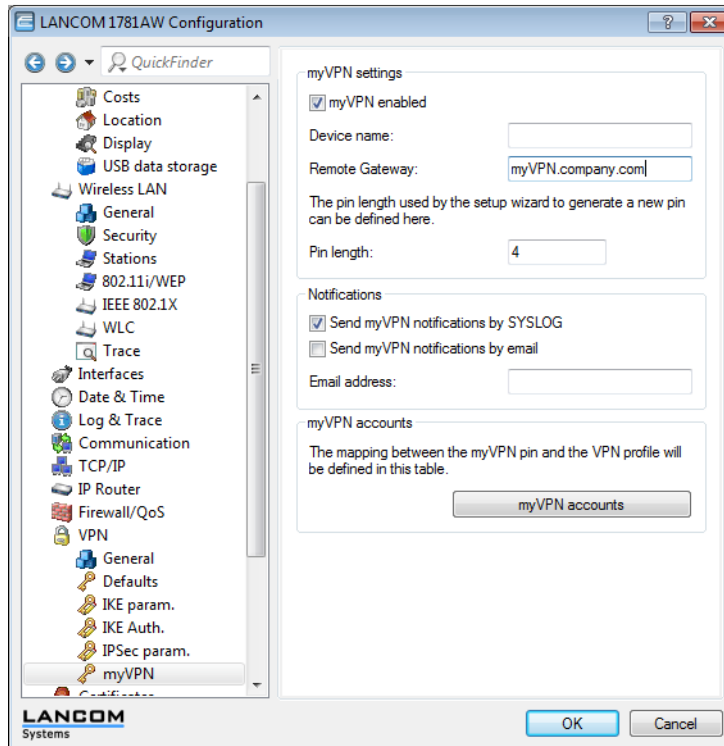 LANCOM 1781AW Configuration
QuickFinder
Costs
Location
Display
USB data storage
Wireless LAN
General
Security
Stations
802.11i/WEP
IEEE 802.1X
WLC
Trace
Interfaces
Date & Time
Log & Trace
Communication
TCP/IP
IP Router
Firewall/QoS
VPN
General
Defaults
IKE param.
IKE Auth.
IPSec param.
myVPN
Certificates
myVPN settings
myVPN enabled
Device name:
Remote Gateway: myVPN.company.com
The pin length used by the setup wizard to generate a new pin
can be defined here.
Pin length: 4
Notifications
Send myVPN notifications by SYSLOG
Send myVPN notifications by email
Email address:
myVPN accounts
The mapping between the myVPN pin and the VPN profile will
be defined in this table.
myVPN accounts
LANCOM
Systems
OK Cancel